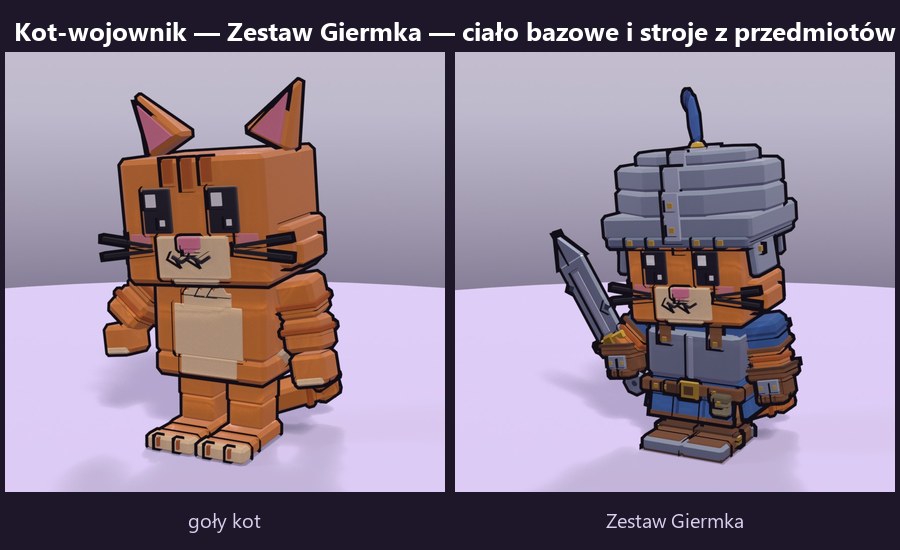 Kot-wojownik — Zestaw Giermka — ciało bazowe i stroje z przedmiotów
goły kot
Zestaw Giermka